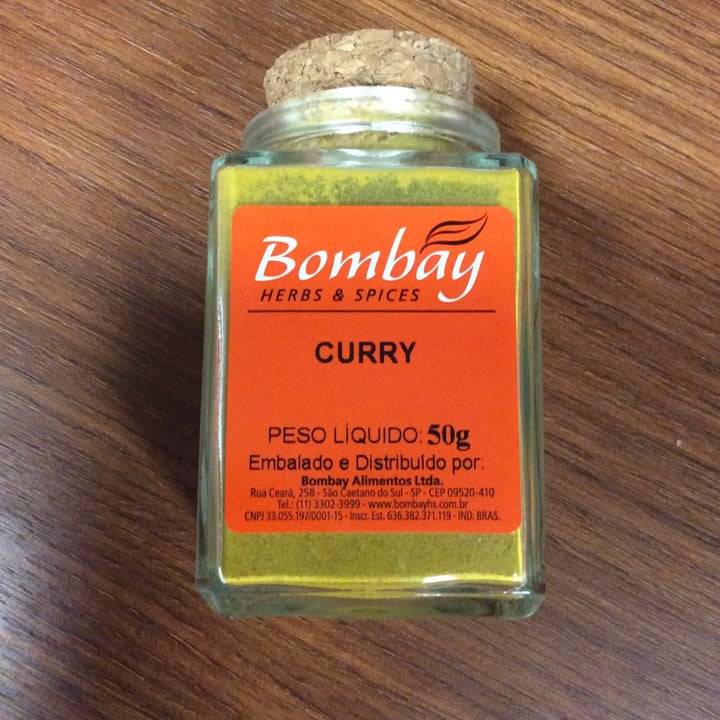 Bombay
HERBS & SPICES
CURRY
PESO LÍQUIDO: 50g
Embalado e Distribuído por:
Bombay Alimentos Ltda.
Rua Ceará, 258 - São Caetano do Sul - SP - CEP 09520-410
Tel.: (11) 3302-3999 - www.bombayhs.com.br
CNPJ 33.055.197/0001-15 - Inscr. Est. 636.382.371.119 - IND. BRAS.